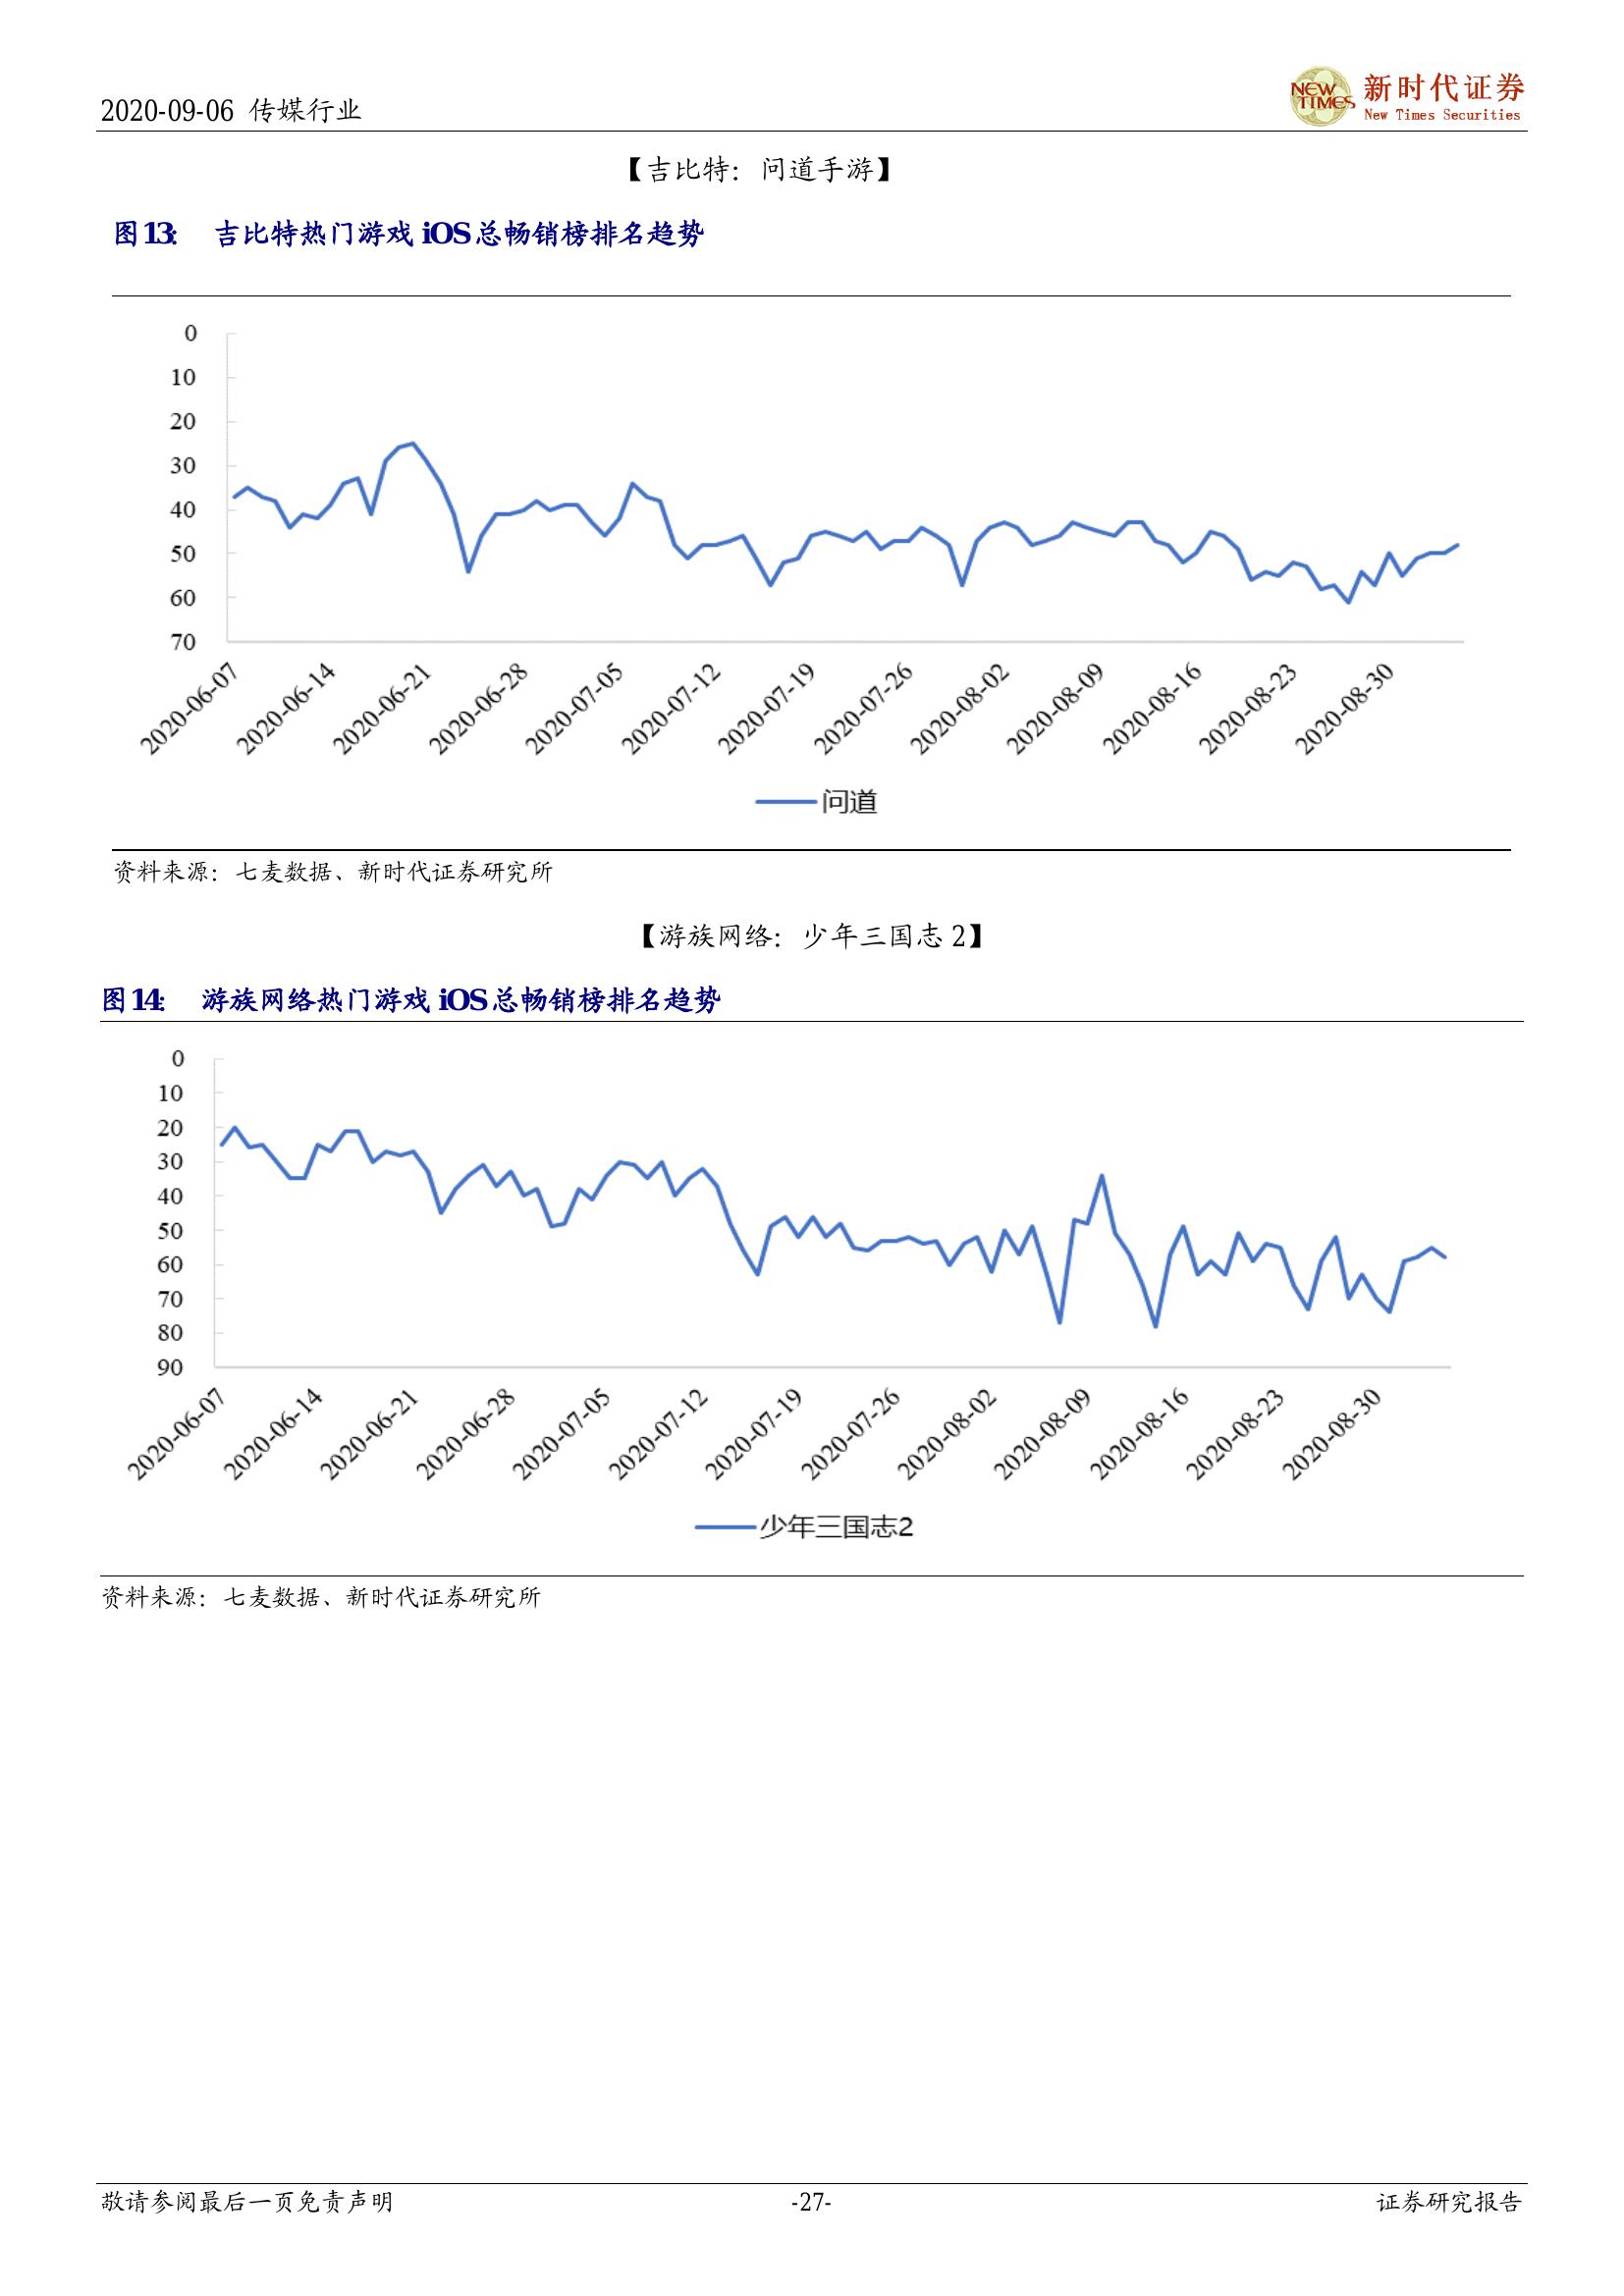 2020-09-06 传媒行业
NEW TIMES 新时代证券
New Times Securities
【吉比特：问道手游】
图13： 吉比特热门游戏 iOS 总畅销榜排名趋势
0
10
20
30
40
50
60
70
2020-06-07 2020-06-14 2020-06-21 2020-06-28 2020-07-05 2020-07-12 2020-07-19 2020-07-26 2020-08-02 2020-08-09 2020-08-16 2020-08-23 2020-08-30
问道
资料来源：七麦数据、新时代证券研究所
【游族网络：少年三国志 2】
图14： 游族网络热门游戏 iOS 总畅销榜排名趋势
0
10
20
30
40
50
60
70
80
90
2020-06-07 2020-06-14 2020-06-21 2020-06-28 2020-07-05 2020-07-12 2020-07-19 2020-07-26 2020-08-02 2020-08-09 2020-08-16 2020-08-23 2020-08-30
少年三国志2
资料来源：七麦数据、新时代证券研究所
敬请参阅最后一页免责声明 -27- 证券研究报告